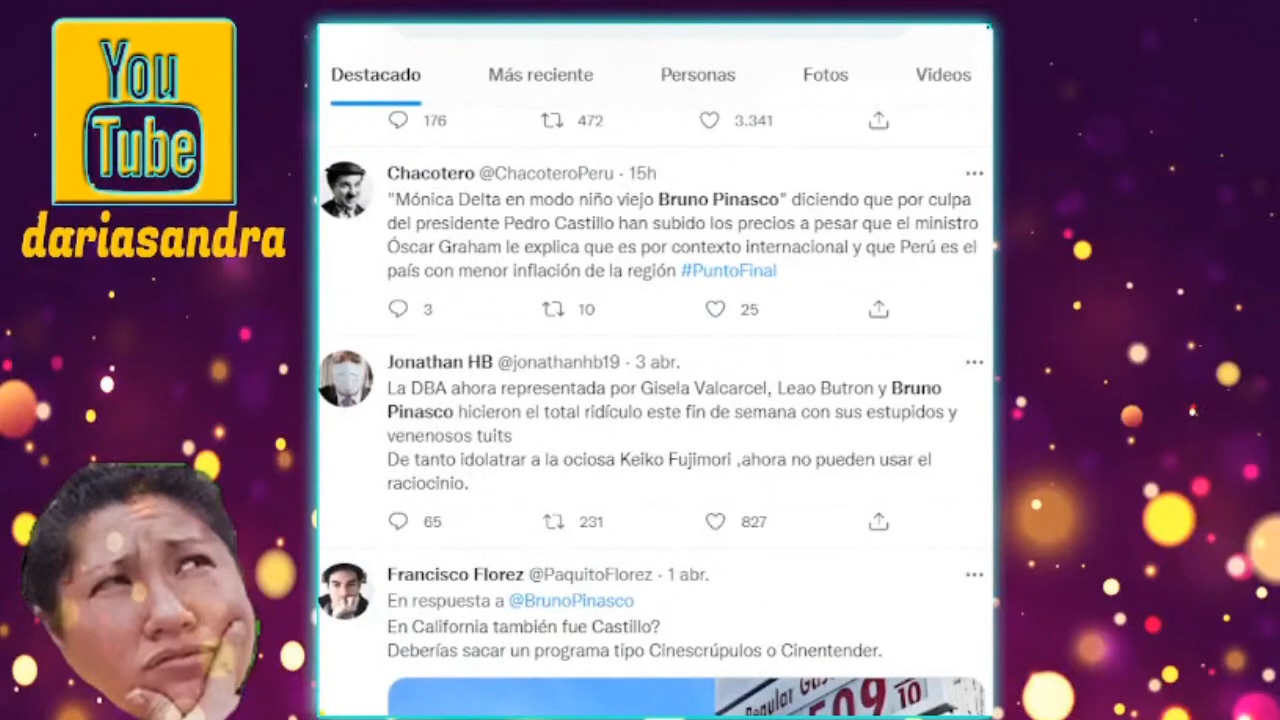 You
Tube
dariasandra
Destacado Más reciente Personas Fotos Videos
176 472 3.341
Chacotero @ChacoteroPeru · 15h
"Mónica Delta en modo niño viejo Bruno Pinasco" diciendo que por culpa
del presidente Pedro Castillo han subido los precios a pesar que el ministro
Óscar Graham le explica que es por contexto internacional y que Perú es el
país con menor inflación de la región #PuntoFinal
3 10 25
Jonathan HB @jonathanhb19 · 3 abr.
La DBA ahora representada por Gisela Valcarcel, Leao Butron y Bruno
Pinasco hicieron el total ridículo este fin de semana con sus estupidos y
venenosos tuits
De tanto idolatrar a la ociosa Keiko Fujimori ,ahora no pueden usar el
raciocinio.
65 231 827
Francisco Florez @PaquitoFlorez · 1 abr.
En respuesta a @BrunoPinasco
En California también fue Castillo?
Deberías sacar un programa tipo Cinescrúpulos o Cinentender.
Regular
09 10